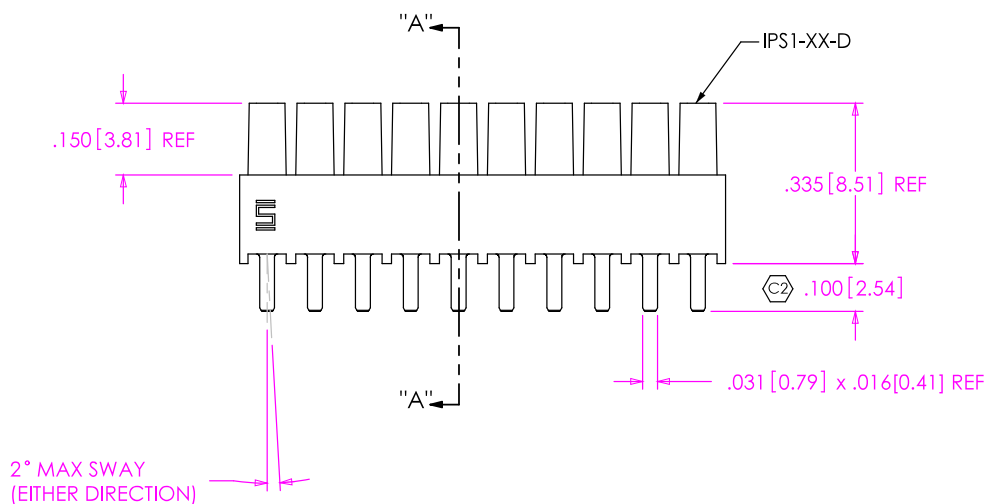 "A"
IPS1-XX-D
.150[3.81] REF
.335[8.51] REF
C2 .100[2.54]
.031[0.79] x .016[0.41] REF
"A"
2° MAX SWAY
(EITHER DIRECTION)